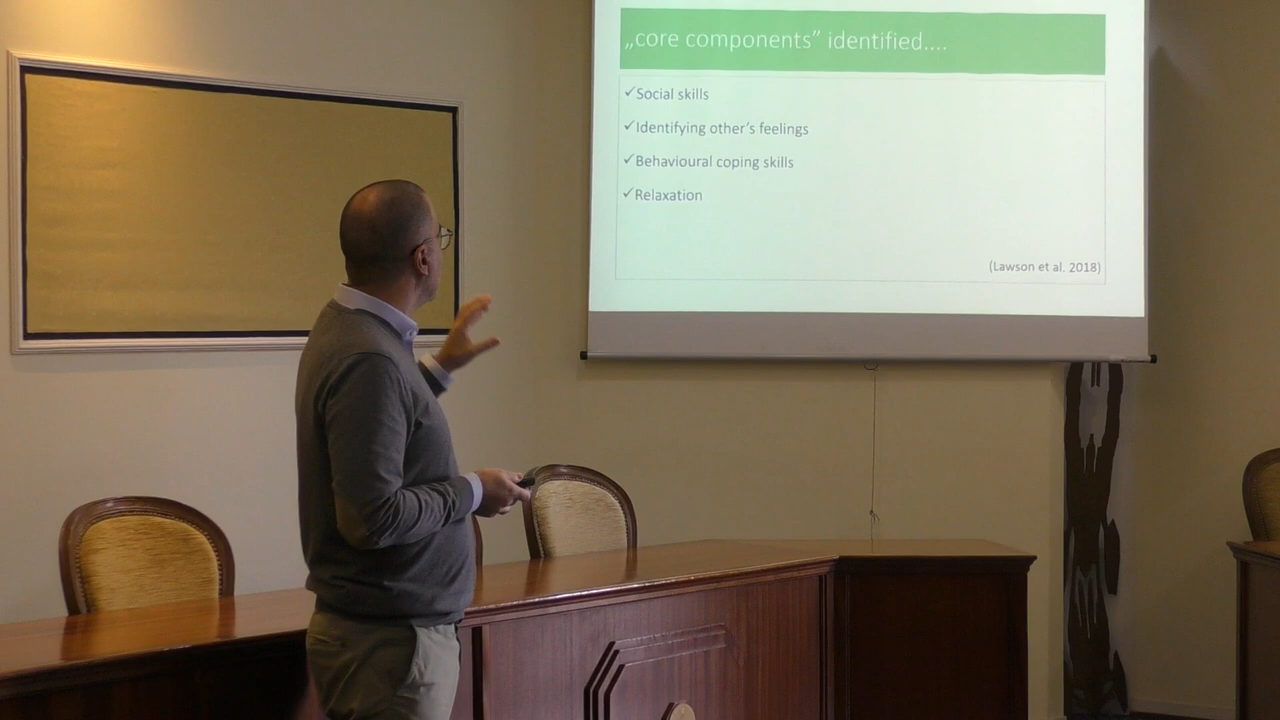 „core components” identified....
✓Social skills
✓Identifying other's feelings
✓Behavioural coping skills
✓Relaxation
(Lawson et al. 2018)